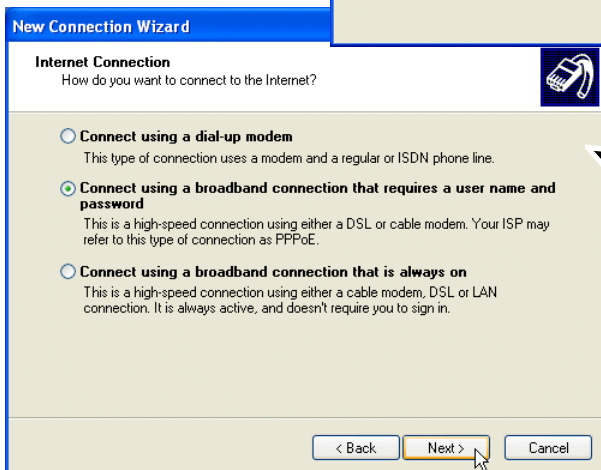 New Connection Wizard
Internet Connection
How do you want to connect to the Internet?
Connect using a dial-up modem
This type of connection uses a modem and a regular or ISDN phone line.
Connect using a broadband connection that requires a user name and
password
This is a high-speed connection using either a DSL or cable modem. Your ISP may
refer to this type of connection as PPPoE.
Connect using a broadband connection that is always on
This is a high-speed connection using either a cable modem, DSL or LAN
connection. It is always active, and doesn't require you to sign in.
< Back Next > Cancel